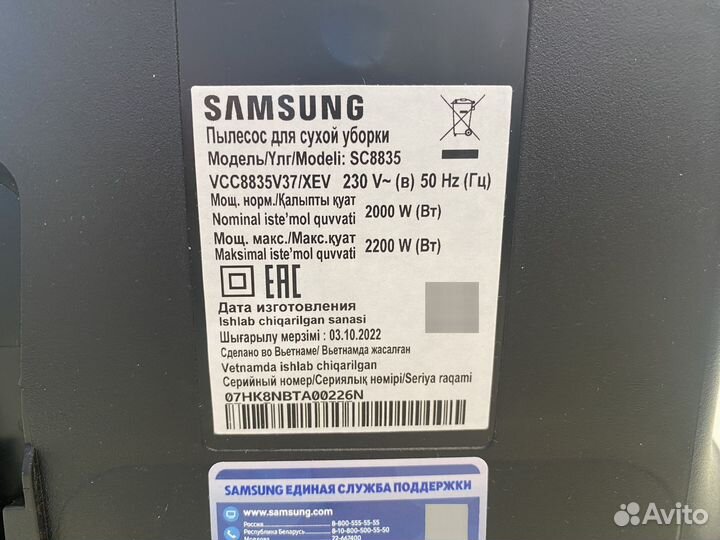 SAMSUNG
Пылесос для сухой уборки
Модель/Үлг/Modeli: SC8835
VCC8835V37/XEV 230 V~ (в) 50 Hz (Гц)
Мощ. норм./Қалыпты қуат
Nominal iste'mol quvvati 2000 W (Вт)
Мощ. макс./Макс.қуат
Maksimal iste'mol quvvati 2200 W (Вт)
EAC
Дата изготовления
Ishlab chiqarilgan sanasi
Шығарылу мерзімі : 03.10.2022
Сделано во Вьетнаме/ Вьетнамда жасалған
Vetnamda ishlab chiqarilgan
Серийный номер/Сериялық нөмірі/Seriya raqami
07HK8NBTA00226N
SAMSUNG ЕДИНАЯ СЛУЖБА ПОДДЕРЖКИ
www.samsung.com
Россия 8-800-555-55-55
Республика Беларусь 8-10-800-500-55-50
Молдова 22-667400
Avito